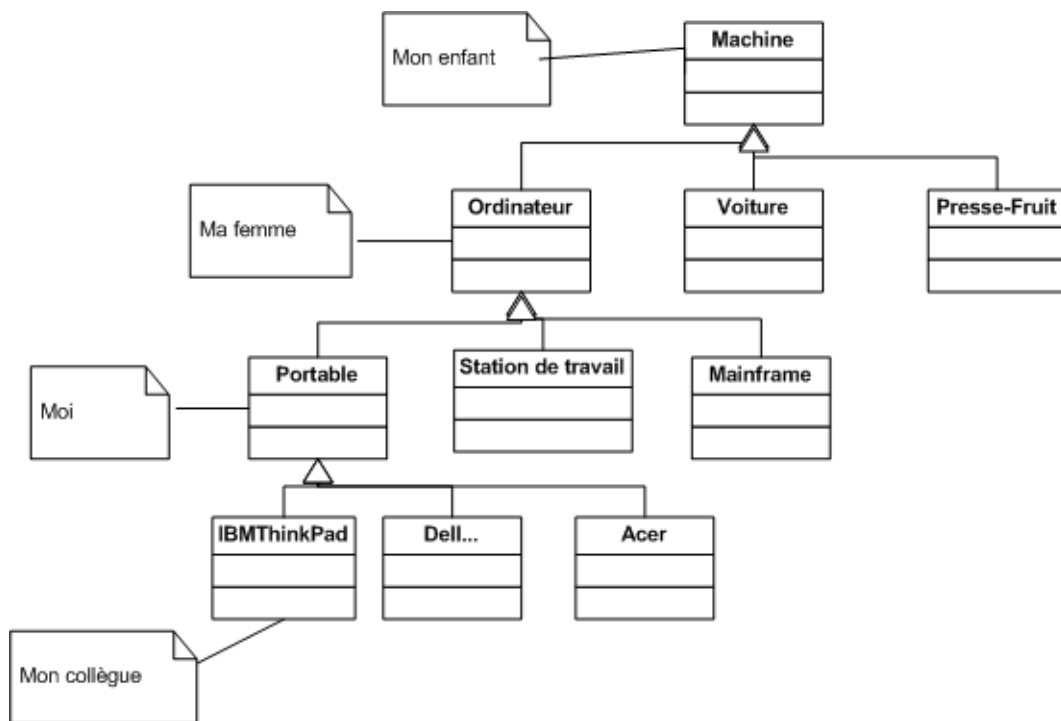 Mon enfant
Machine
Ordinateur
Voiture
Presse-Fruit
Ma femme
Portable
Station de travail
Mainframe
Moi
IBMThinkPad
Dell...
Acer
Mon collègue